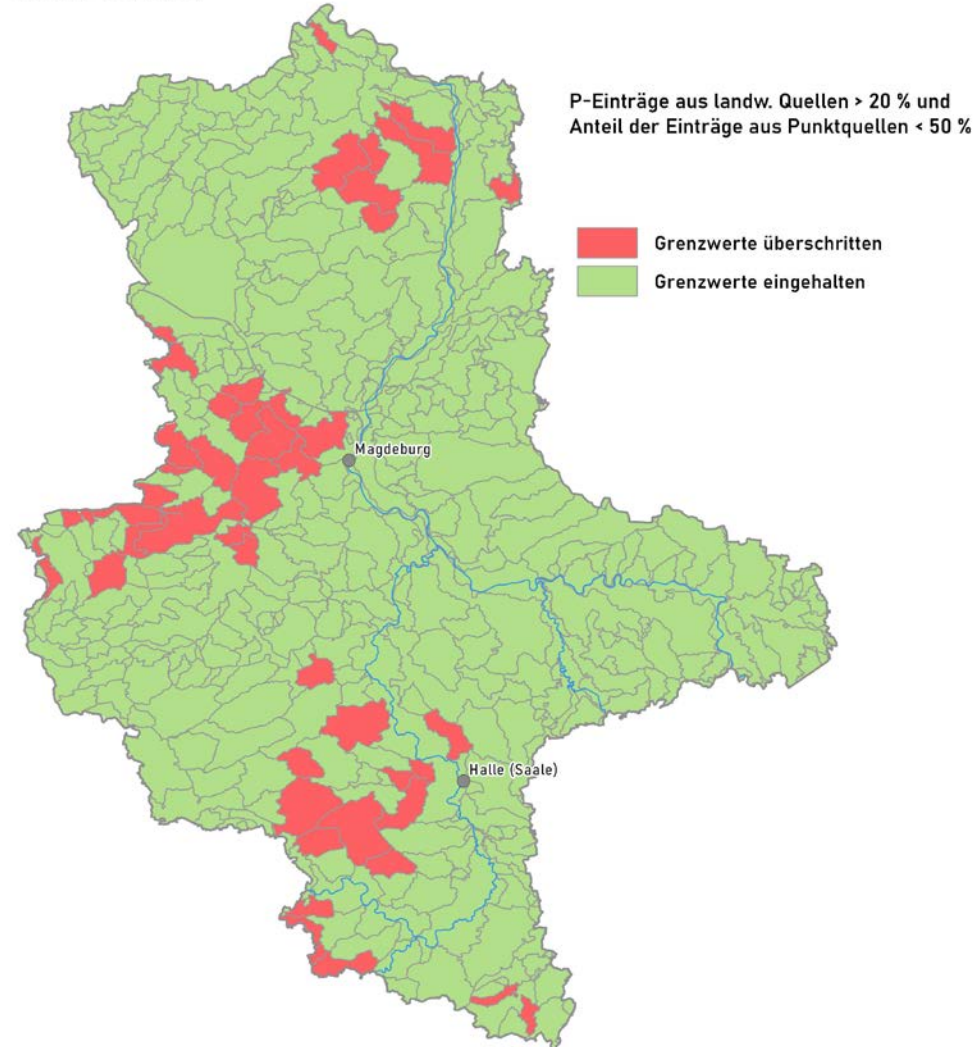 P-Einträge aus landw. Quellen > 20 % und
Anteil der Einträge aus Punktquellen < 50 %
Grenzwerte überschritten
Grenzwerte eingehalten
Magdeburg
Halle (Saale)